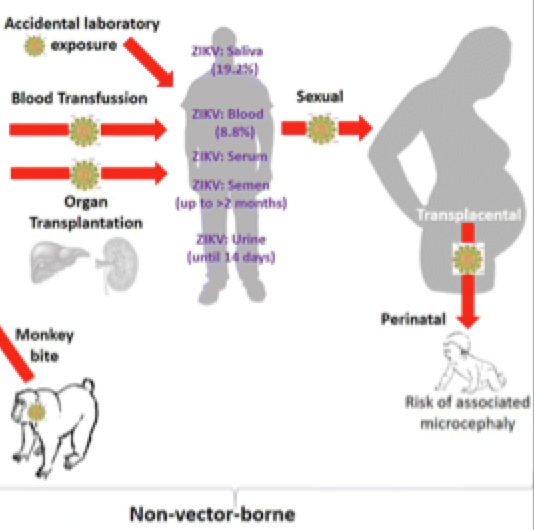 Accidental laboratory
exposure
Blood Transfussion
Organ
Transplantation
Monkey
bite
ZIKV: Saliva
(19.2%)
ZIKV: Blood
(8.8%)
ZIKV: Serum
ZIKV: Semen
(up to >2 months)
ZIKV: Urine
(until 14 days)
Sexual
Transplacental
Perinatal
Risk of associated
microcephaly
Non-vector-borne